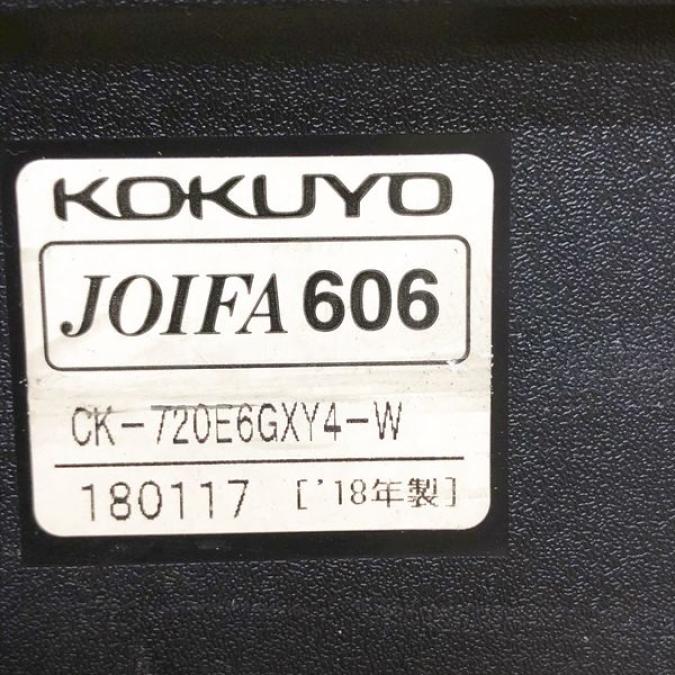 KOKUYO
JOIFA 606
CK-720E6GXY4-W
180117 ['18年製]